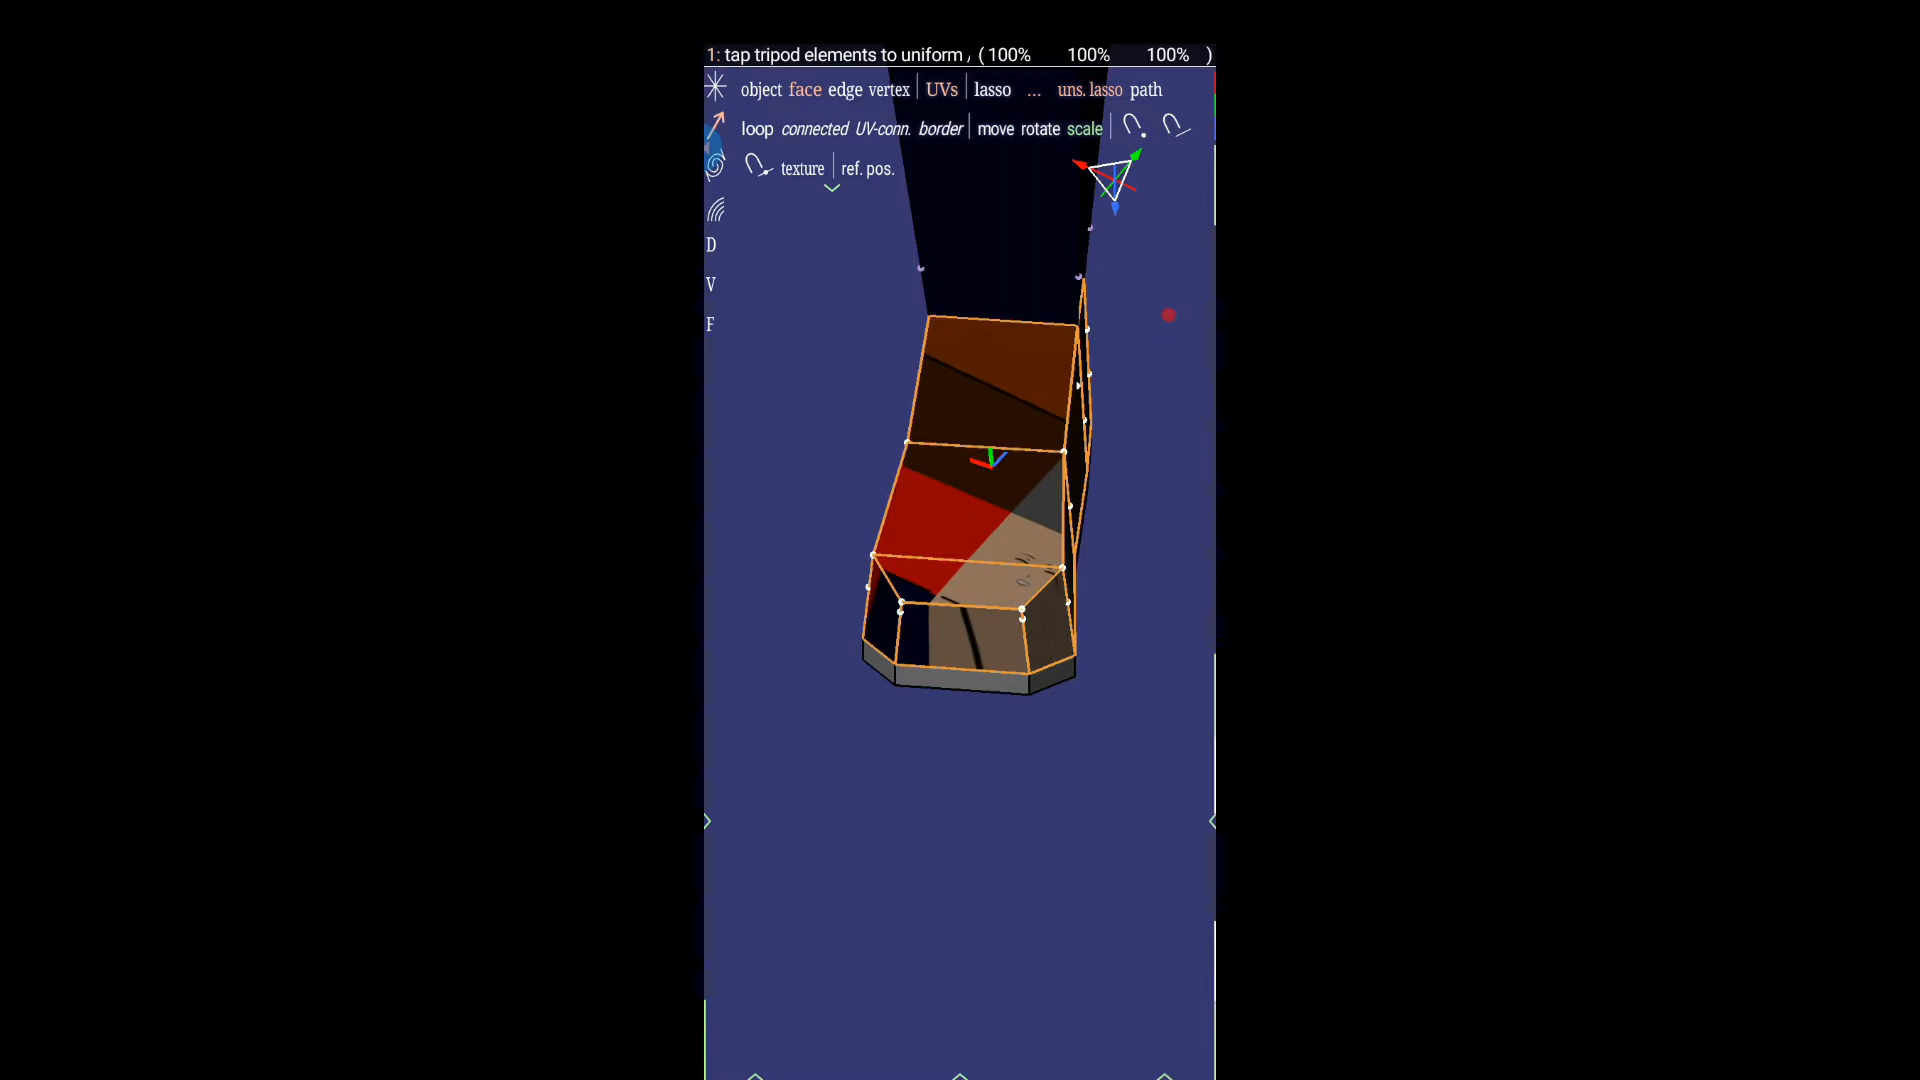 1: tap tripod elements to uniform / ( 100% 100% 100% )
object face edge vertex UVs lasso ... uns. lasso path
loop connected UV-conn. border move rotate scale
texture ref. pos.
D
V
F